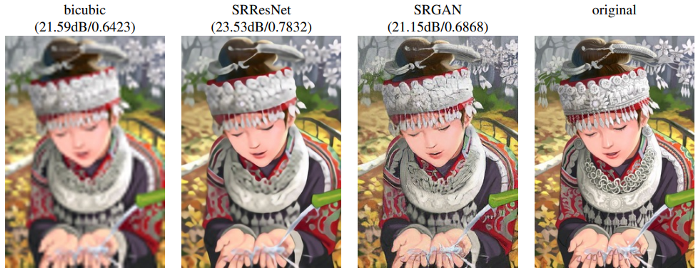 bicubic
(21.59dB/0.6423)
SRResNet
(23.53dB/0.7832)
SRGAN
(21.15dB/0.6868)
original